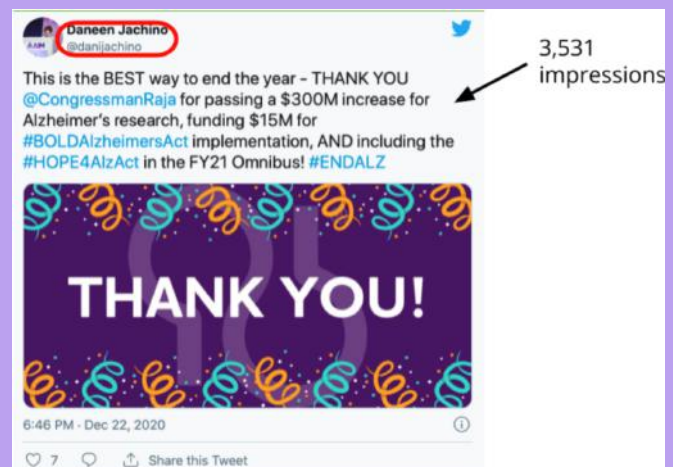 Daneen Jachino
@danijachino
3,531
impressions
This is the BEST way to end the year - THANK YOU
@CongressmanRaja for passing a $300M increase for
Alzheimer's research, funding $15M for
#BOLDAlzheimersAct implementation, AND including the
#HOPE4AlzAct in the FY21 Omnibus! #ENDALZ
THANK YOU!
6:46 PM · Dec 22, 2020
7 Share this Tweet